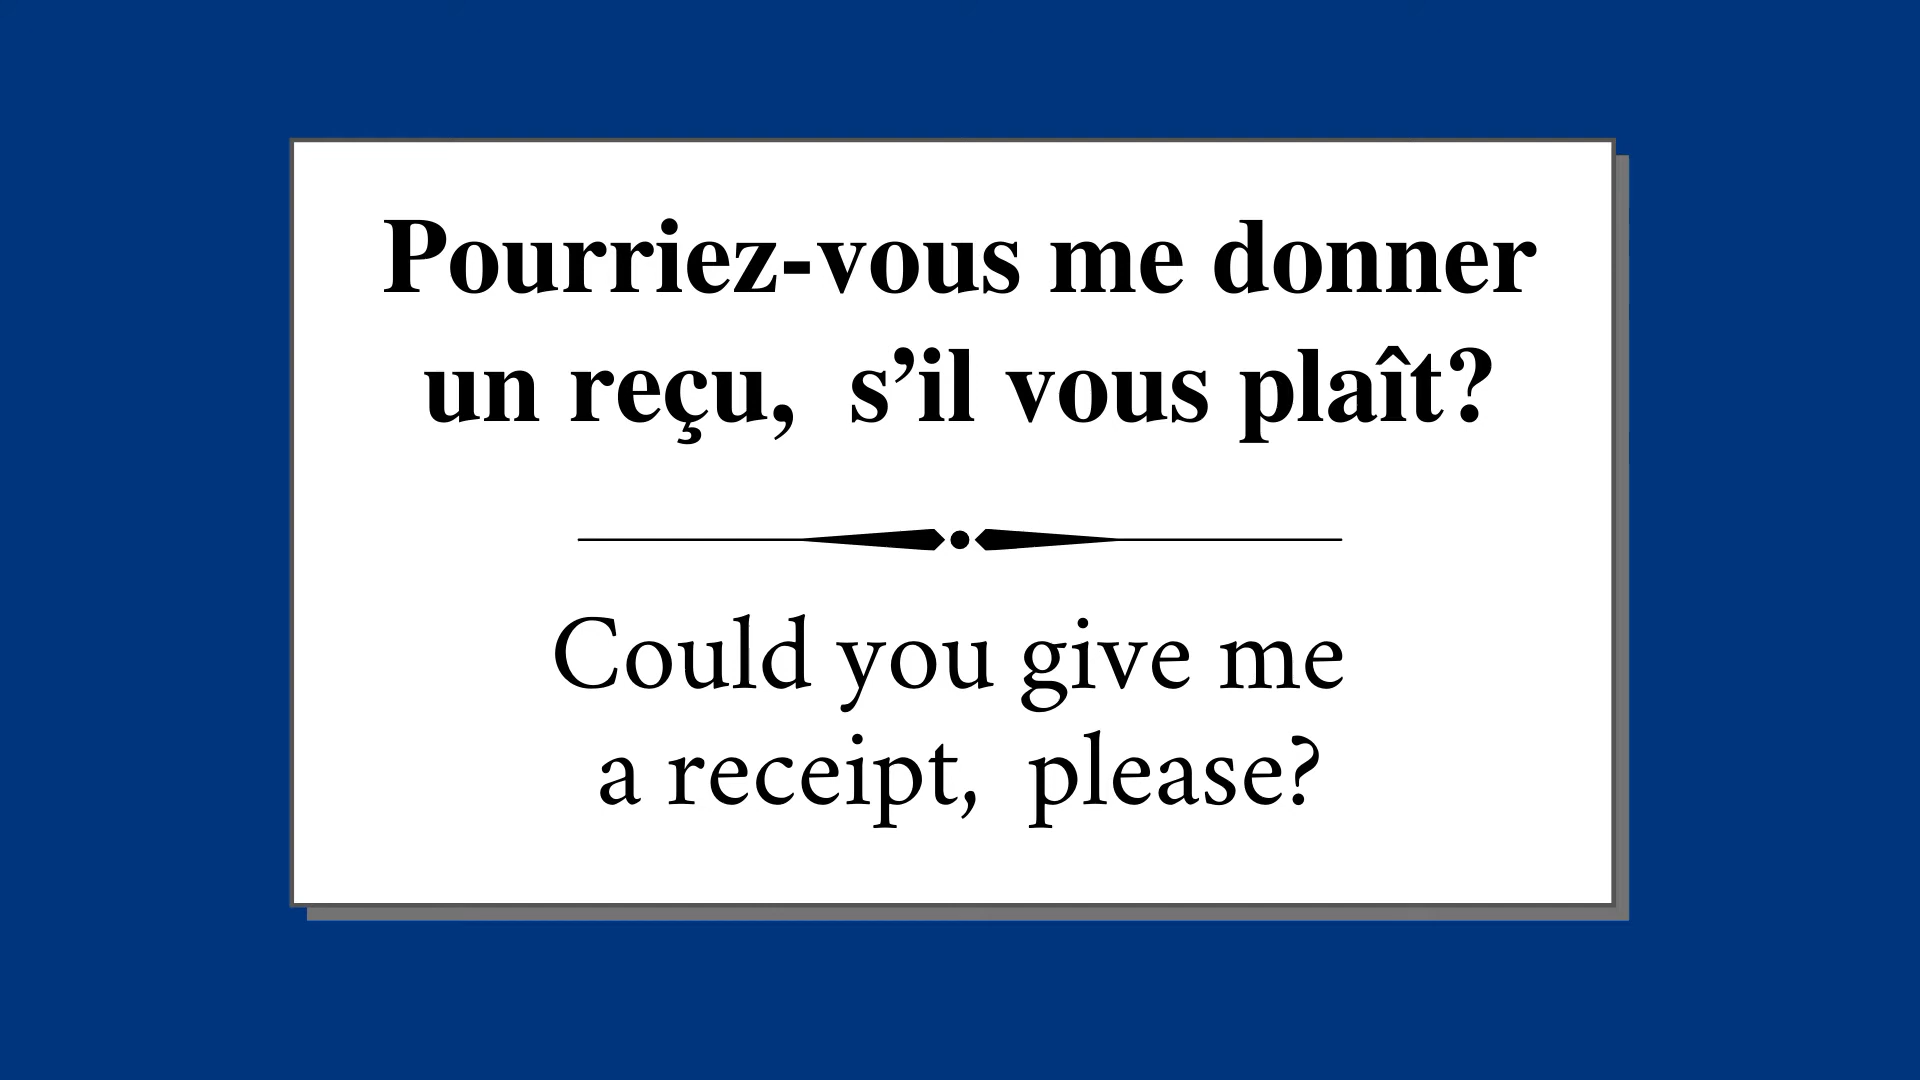 Pourriez-vous me donner
un reçu, s’il vous plaît?
Could you give me
a receipt, please?